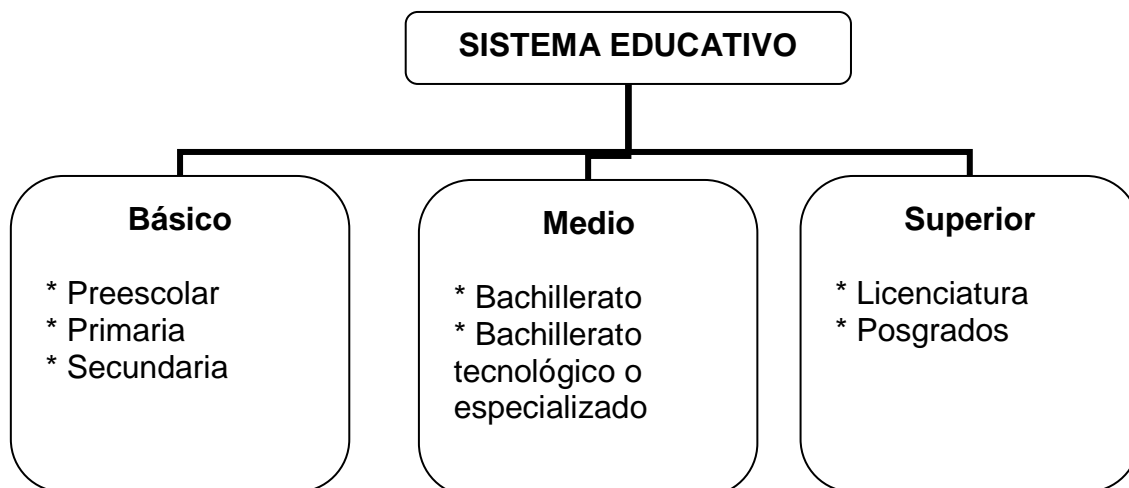 SISTEMA EDUCATIVO
Básico
* Preescolar
* Primaria
* Secundaria
Medio
* Bachillerato
* Bachillerato
tecnológico o
especializado
Superior
* Licenciatura
* Posgrados